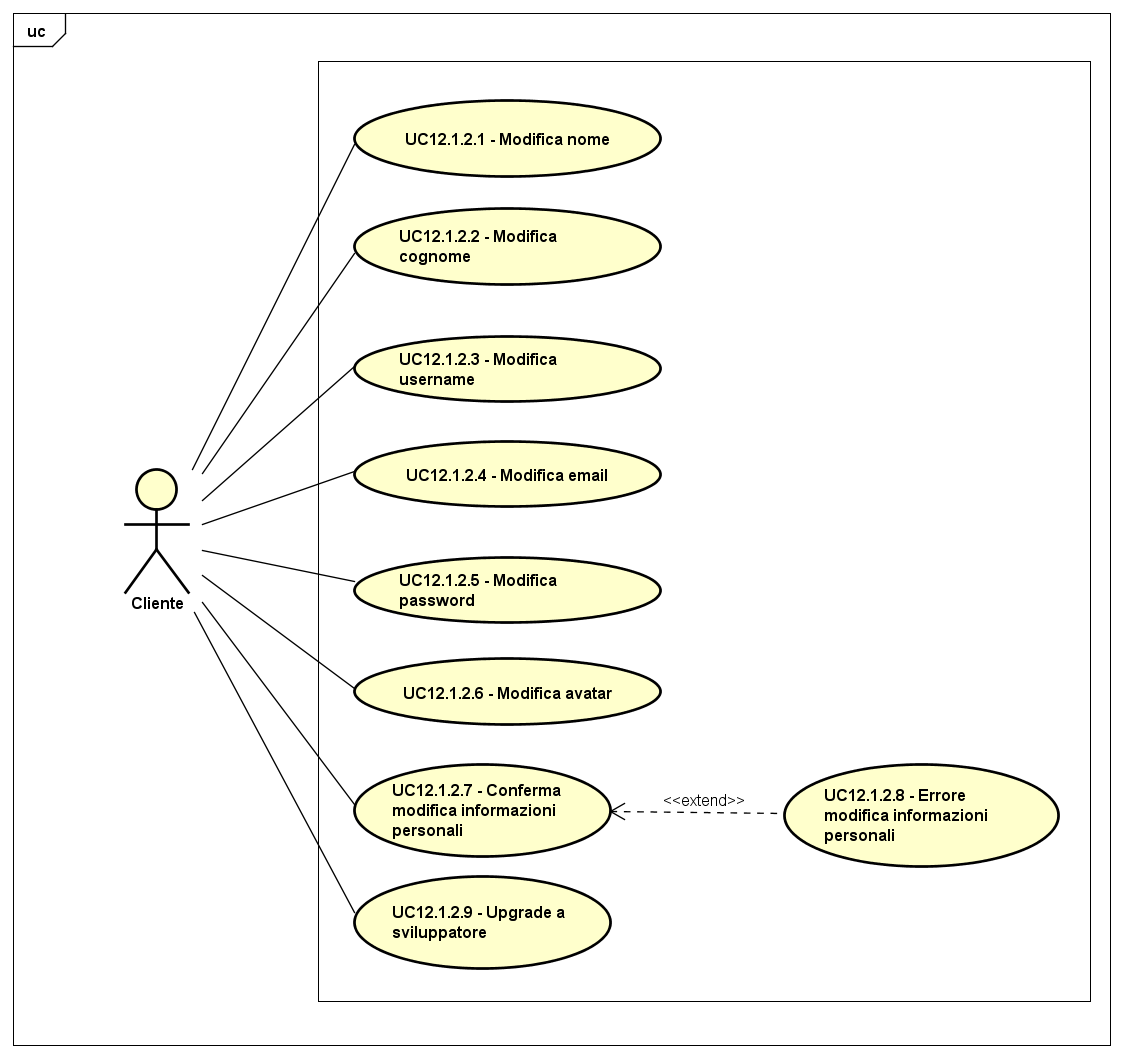 uc
UC12.1.2.1 - Modifica nome
UC12.1.2.2 - Modifica
cognome
UC12.1.2.3 - Modifica
username
UC12.1.2.4 - Modifica email
UC12.1.2.5 - Modifica
password
Cliente
UC12.1.2.6 - Modifica avatar
UC12.1.2.7 - Conferma
modifica informazioni
personali
<<extend>>
UC12.1.2.8 - Errore
modifica informazioni
personali
UC12.1.2.9 - Upgrade a
sviluppatore